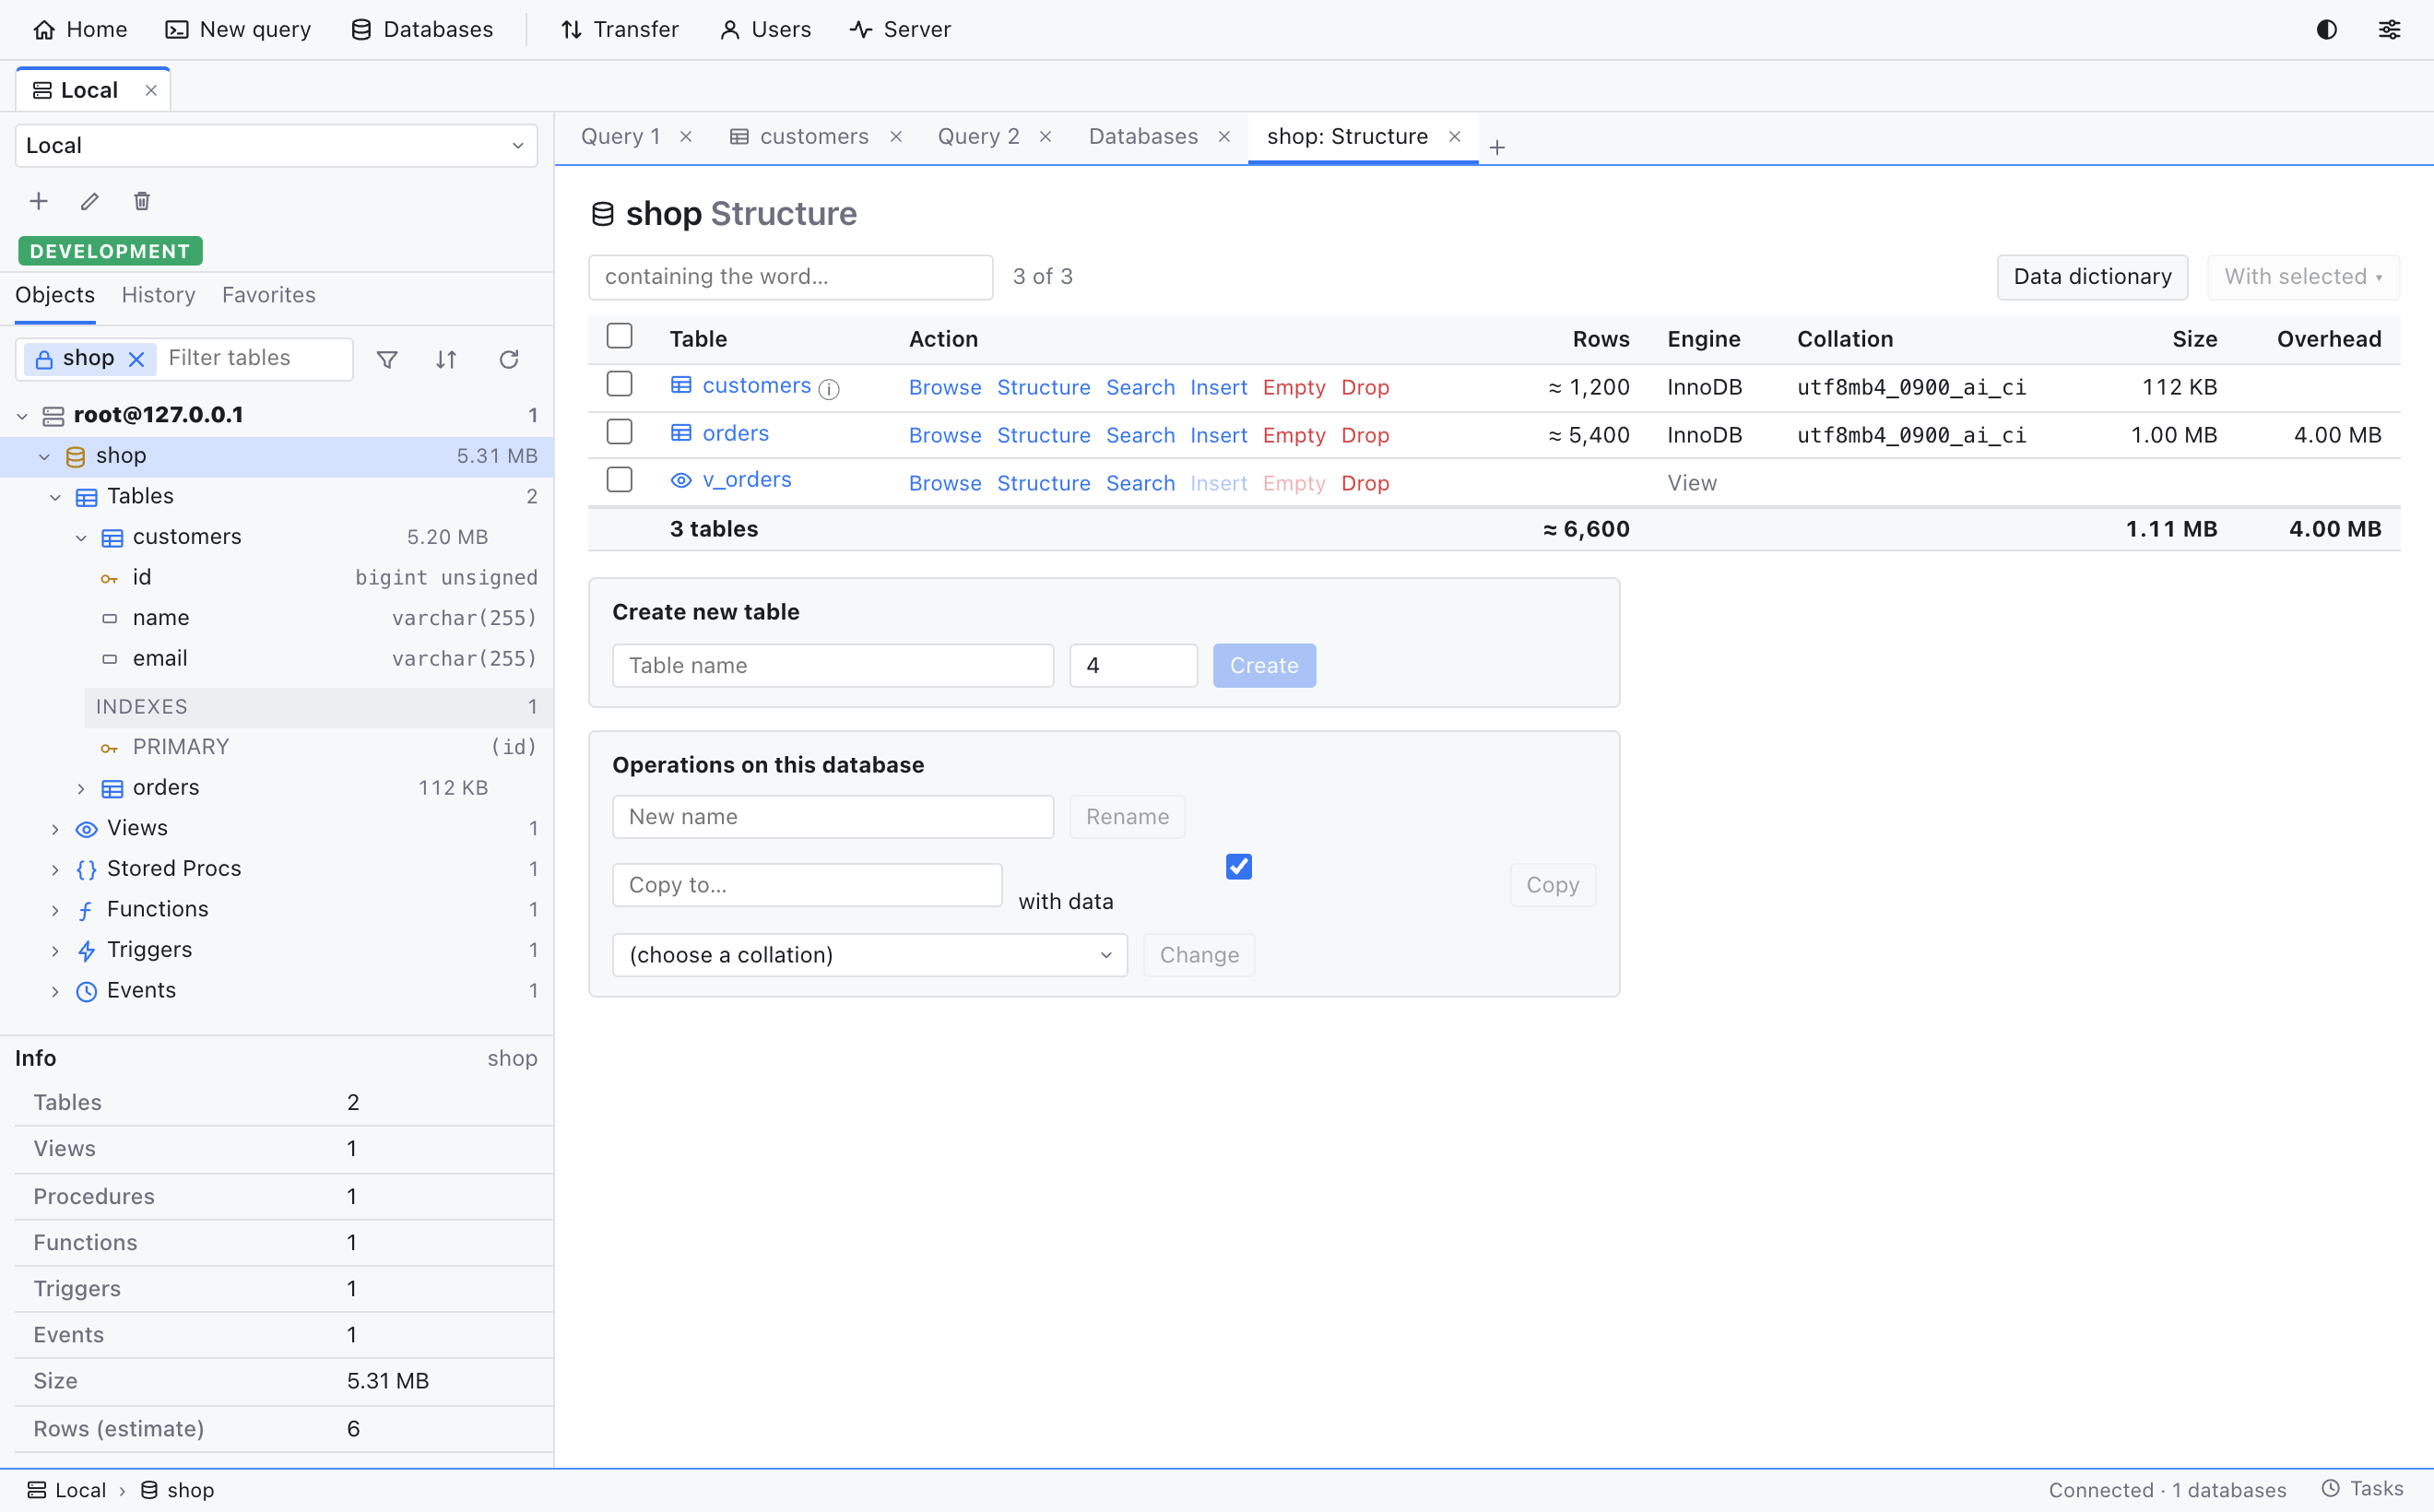 Home New query Databases Transfer Users Server
Local
Local
DEVELOPMENT
Objects History Favorites
shop Filter tables
root@127.0.0.1 1
shop 5.31 MB
Tables 2
customers 5.20 MB
id bigint unsigned
name varchar(255)
email varchar(255)
INDEXES 1
PRIMARY (id)
orders 112 KB
Views 1
Stored Procs 1
Functions 1
Triggers 1
Events 1
Info shop
Tables 2
Views 1
Procedures 1
Functions 1
Triggers 1
Events 1
Size 5.31 MB
Rows (estimate) 6
Query 1 customers Query 2 Databases shop: Structure
shop Structure
containing the word... 3 of 3 Data dictionary With selected
Table Action Rows Engine Collation Size Overhead
customers Browse Structure Search Insert Empty Drop ≈ 1,200 InnoDB utf8mb4_0900_ai_ci 112 KB
orders Browse Structure Search Insert Empty Drop ≈ 5,400 InnoDB utf8mb4_0900_ai_ci 1.00 MB 4.00 MB
v_orders Browse Structure Search Insert Empty Drop View
3 tables ≈ 6,600 1.11 MB 4.00 MB
Create new table
Table name 4 Create
Operations on this database
New name Rename
Copy to... with data Copy
(choose a collation) Change
Local › shop Connected · 1 databases Tasks